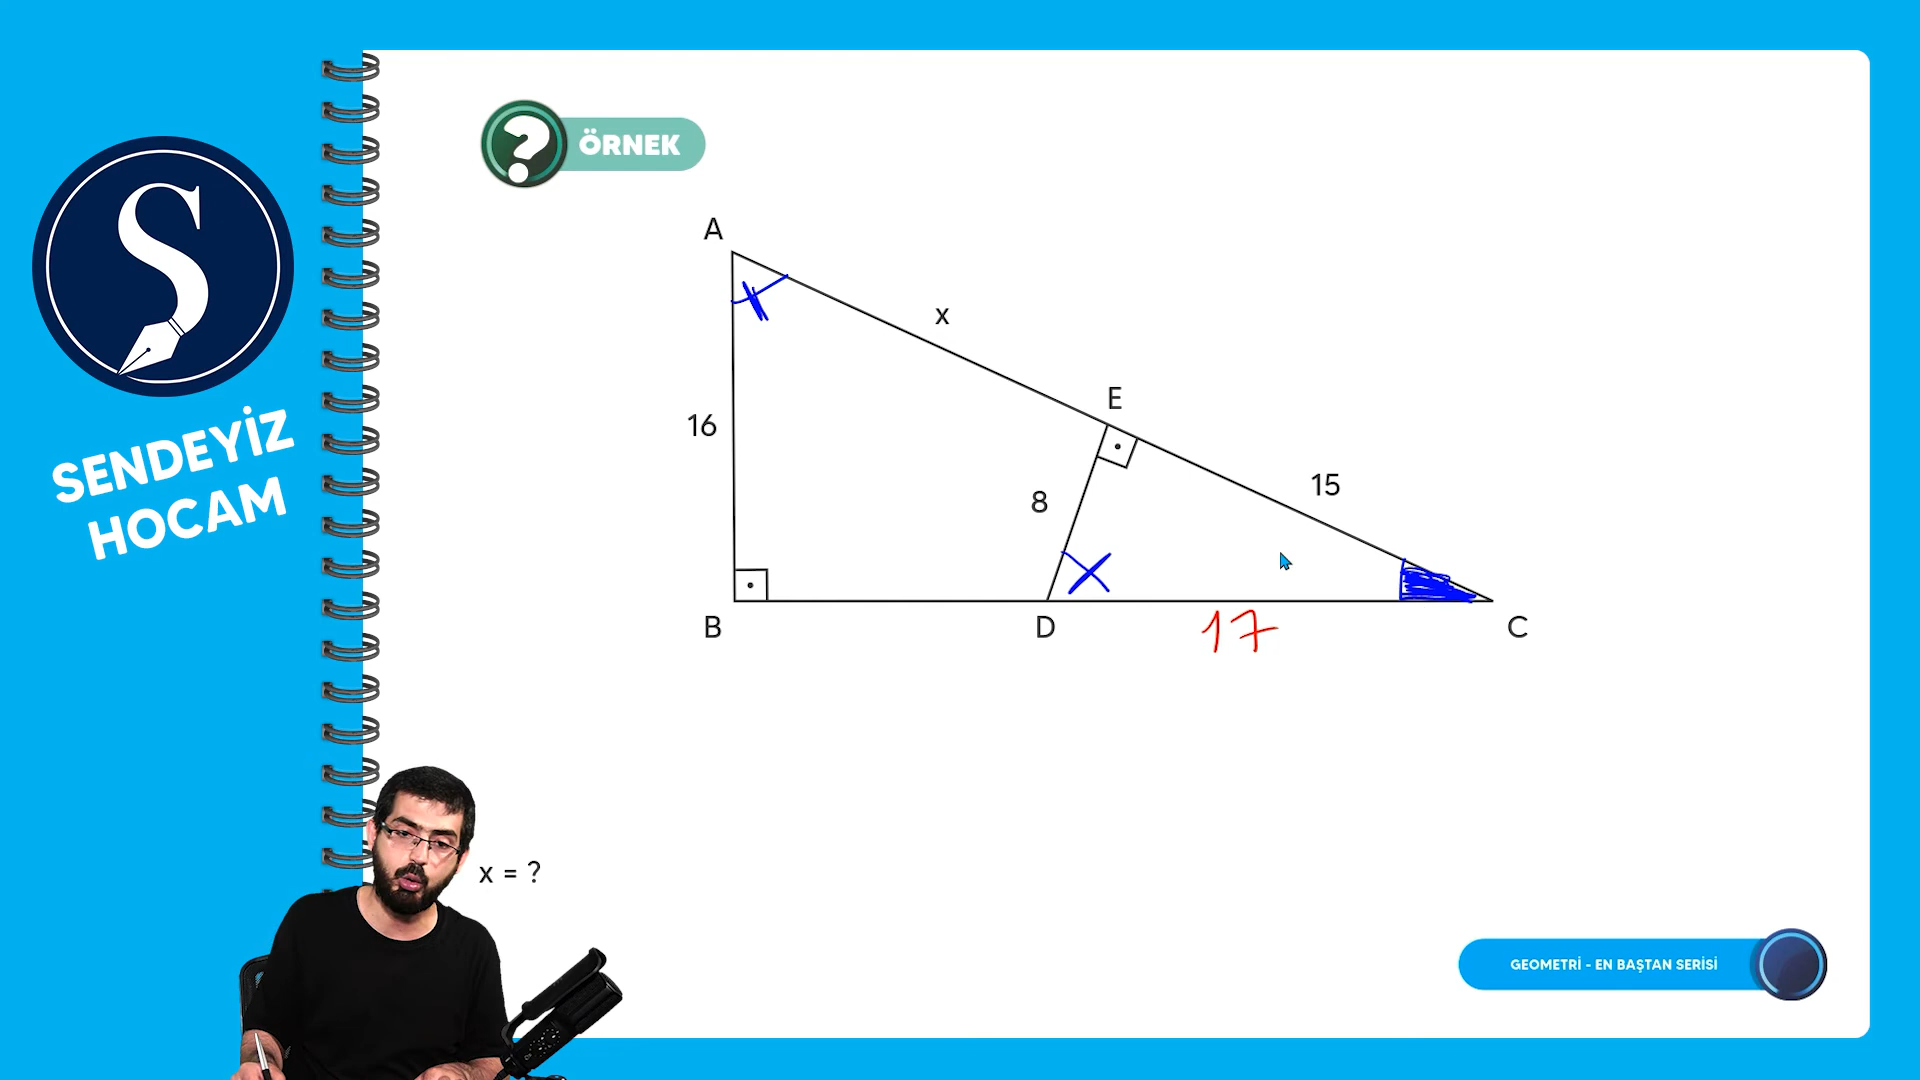 SENDEYİZ
HOCAM
ÖRNEK
A
x
E
16
15
8
B
D
C
17
x = ?
GEOMETRİ - EN BAŞTAN SERİSİ